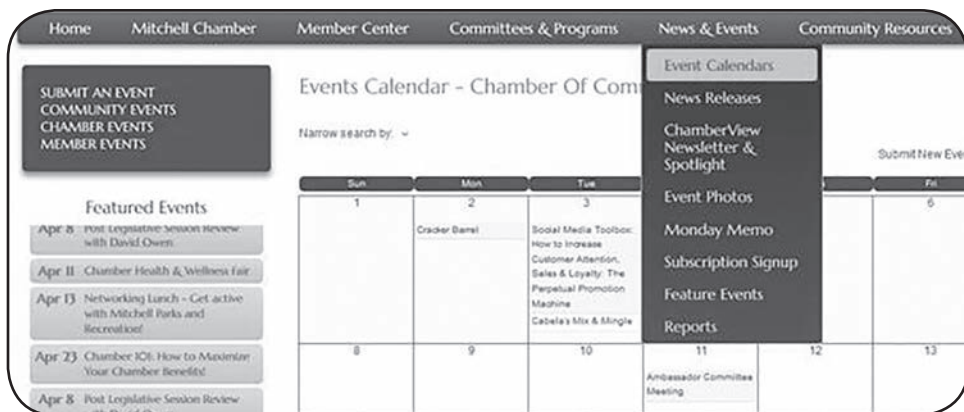 Home Mitchell Chamber Member Center Committees & Programs News & Events Community Resources
SUBMIT AN EVENT
COMMUNITY EVENTS
CHAMBER EVENTS
MEMBER EVENTS
Featured Events
Apr 8 Post Legislative Session Review
with David Owen
Apr 11 Chamber Health & Wellness Fair
Apr 13 Networking Lunch - Get active
with Mitchell Parks and
Recreation!
Apr 23 Chamber 101: How to Maximize
Your Chamber Benefits!
Apr 8 Post Legislative Session Review
Events Calendar - Chamber Of Com
Narrow search by:
Submit New Eve
Event Calendars
News Releases
ChamberView
Newsletter &
Spotlight
Event Photos
Monday Memo
Subscription Signup
Feature Events
Reports
Sun Mon Tue Fri
1 2 3 6
Cracker Barrel
Social Media Toolbox:
How to Increase
Customer Attention,
Sales & Loyalty: The
Perpetual Promotion
Machine
Cabela's Mix & Mingle
8 9 10 11 12 13
Ambassador Committee
Meeting